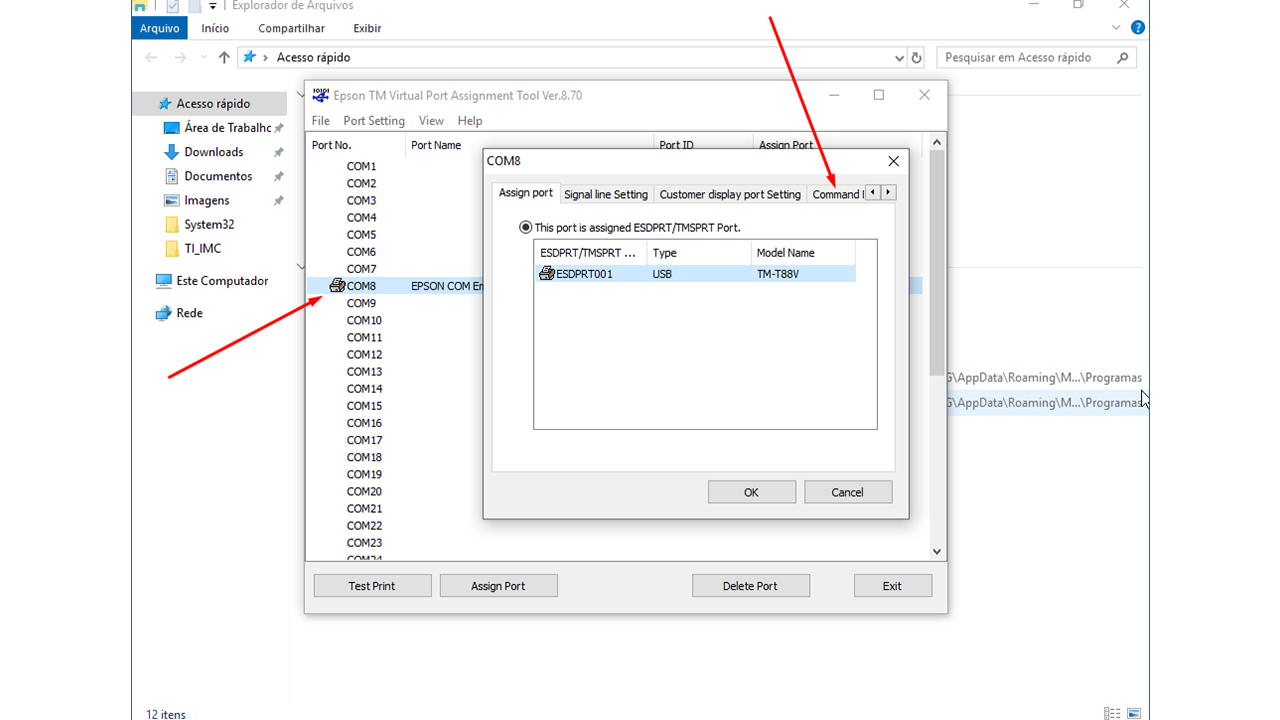 Explorador de Arquivos
Arquivo Início Compartilhar Exibir
Acesso rápido
Pesquisar em Acesso rápido
Acesso rápido
Área de Trabalho
Downloads
Documentos
Imagens
System32
TI_IMC
Este Computador
Rede
12 itens
Epson TM Virtual Port Assignment Tool Ver.8.70
File Port Setting View Help
Port No. Port Name Port ID Assign Port
COM1
COM2
COM3
COM4
COM5
COM6
COM7
COM8 EPSON COM
COM9
COM10
COM11
COM12
COM13
COM14
COM15
COM16
COM17
COM18
COM19
COM20
COM21
COM22
COM23
COM24
Test Print Assign Port Delete Port Exit
COM8
Assign port Signal line Setting Customer display port Setting Command
This port is assigned ESDPRT/TMSPRT Port.
ESDPRT/TMSPRT ... Type Model Name
ESDPRT001 USB TM-T88V
OK Cancel
\AppData\Roaming\M...\Programas
\AppData\Roaming\M...\Programas